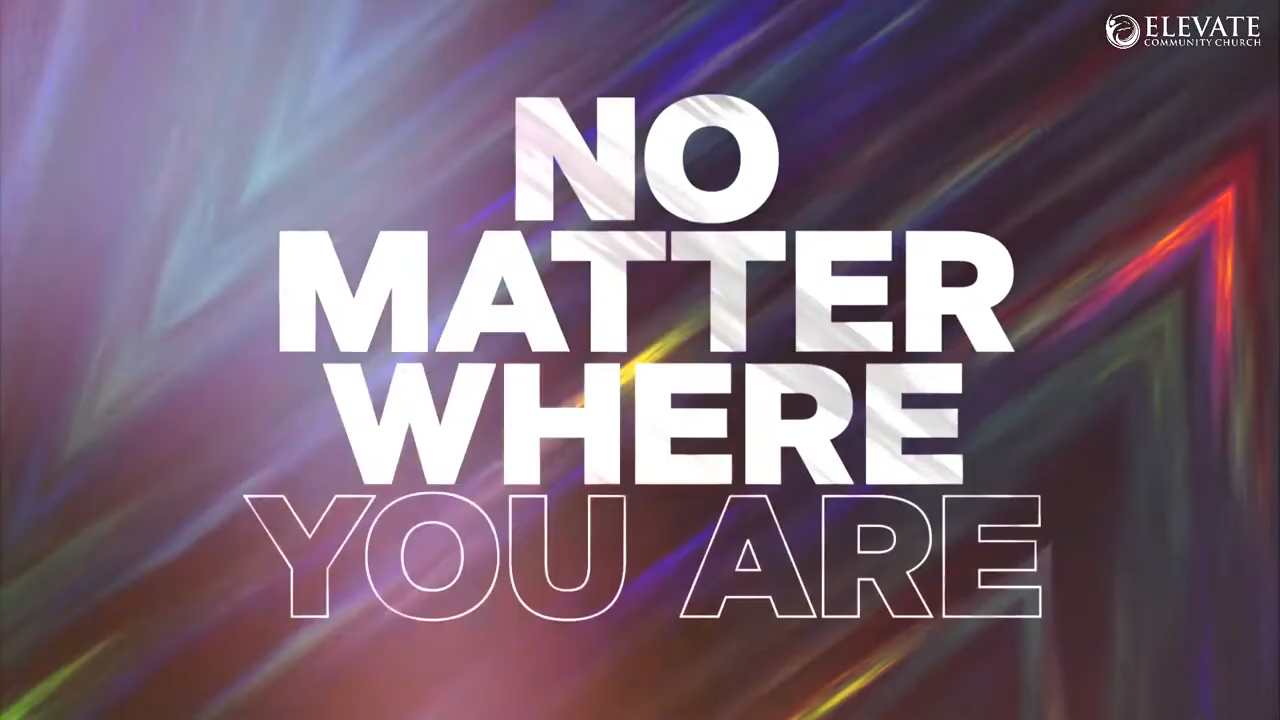 ELEVATE
COMMUNITY CHURCH
NO
MATTER
WHERE
YOU ARE